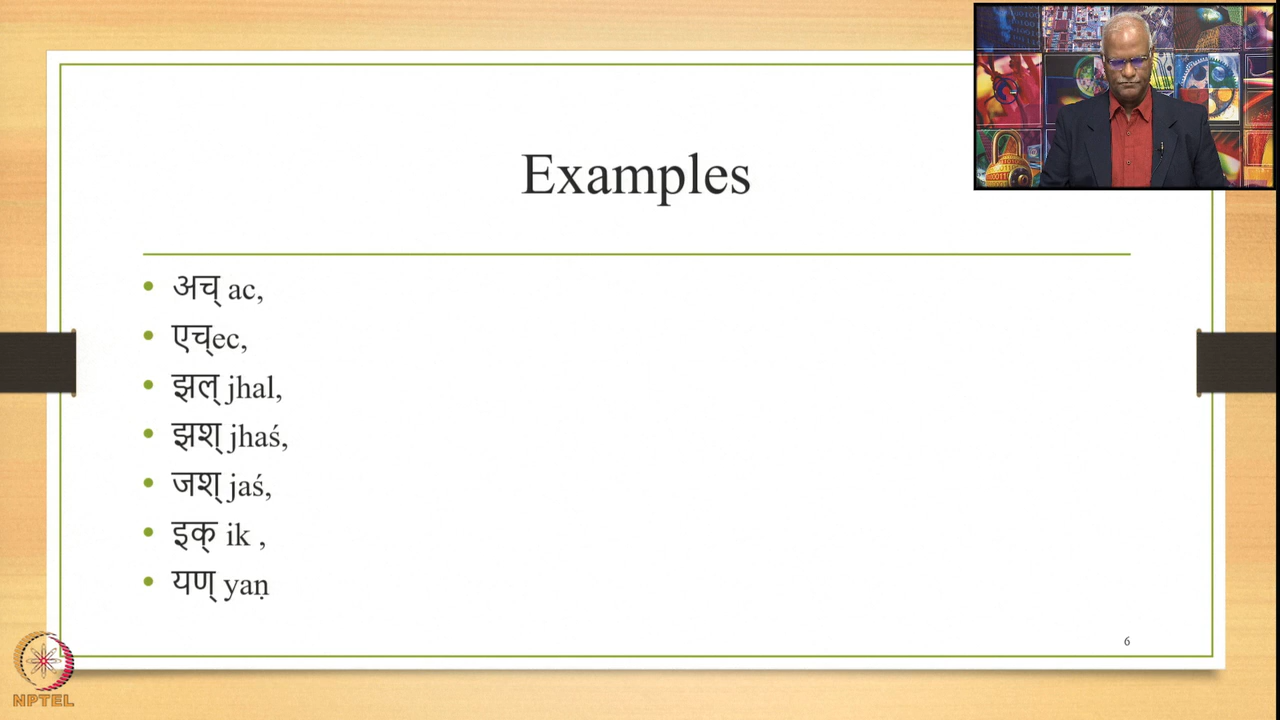 Examples
• अच् ac,
• एच्ec,
• झल् jhal,
• झश् jhaś,
• जश् jaś,
• इक् ik ,
• यण् yaṇ
6
NPTEL